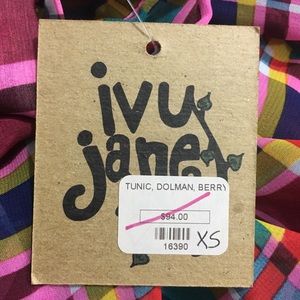 ivy
jane
TUNIC, DOLMAN, BERRY
$94.00
16390
XS